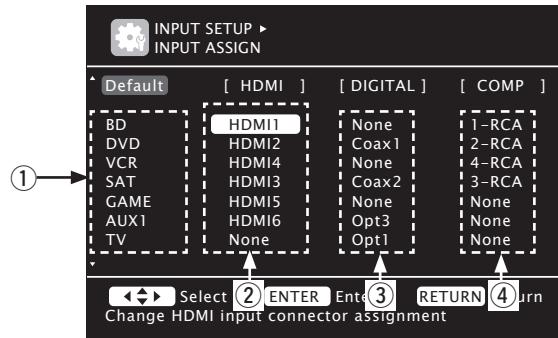 INPUT SETUP ▸
INPUT ASSIGN
Default [ HDMI ] [ DIGITAL ] [ COMP ]
BD HDMI1 None 1-RCA
DVD HDMI2 Coax1 2-RCA
VCR HDMI4 None 4-RCA
SAT HDMI3 Coax2 3-RCA
GAME HDMI5 None None
AUX1 HDMI6 Opt3 None
TV None Opt1 None
1
Select 2 ENTER 3 RETURN 4
Change HDMI input connector assignment